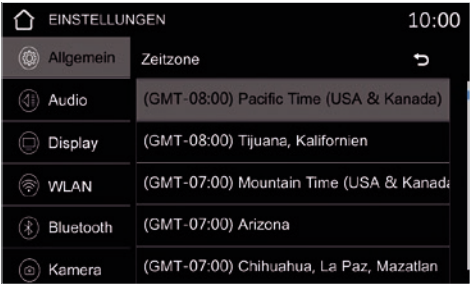 EINSTELLUNGEN 10:00
Allgemein Zeitzone
Audio (GMT-08:00) Pacific Time (USA & Kanada)
Display (GMT-08:00) Tijuana, Kalifornien
WLAN (GMT-07:00) Mountain Time (USA & Kanada
Bluetooth (GMT-07:00) Arizona
Kamera (GMT-07:00) Chihuahua, La Paz, Mazatlan